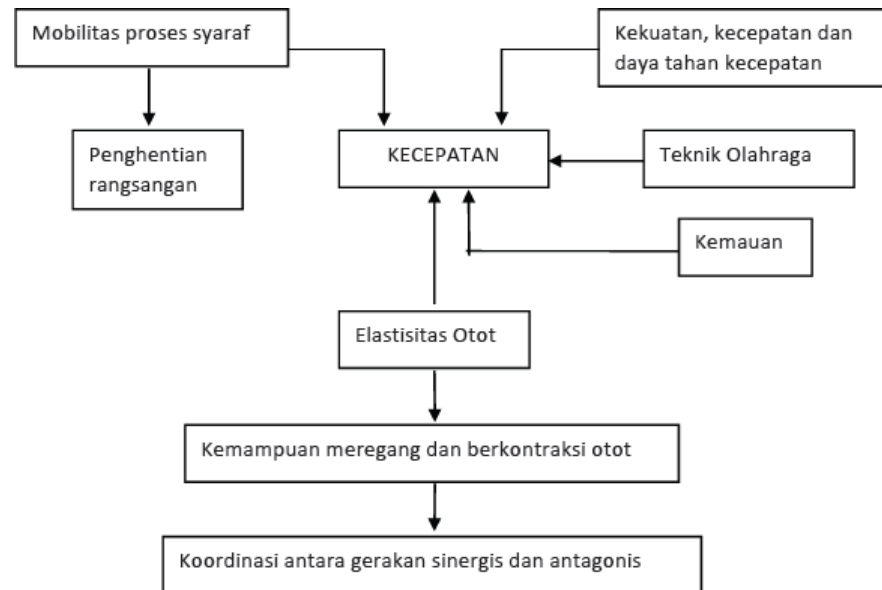 Mobilitas proses syaraf
Kekuatan, kecepatan dan
daya tahan kecepatan
Penghentian
rangsangan
KECEPATAN
Teknik Olahraga
Kemauan
Elastisitas Otot
Kemampuan meregang dan berkontraksi otot
Koordinasi antara gerakan sinergis dan antagonis